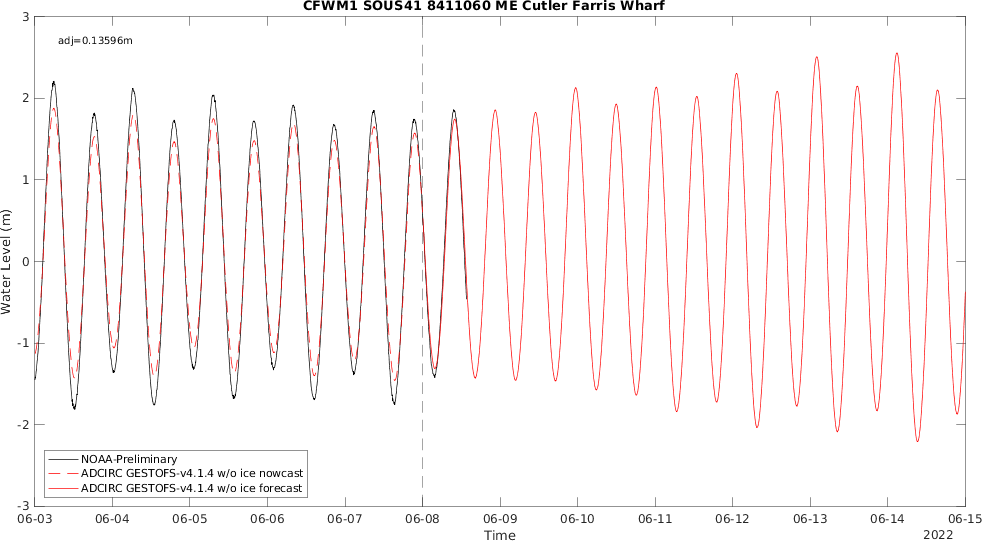 CFWM1 SOUS41 8411060 ME Cutler Farris Wharf
adj=0.13596m
3
2
1
0
-1
-2
-3
Water Level (m)
NOAA-Preliminary
ADCIRC GESTOFS-v4.1.4 w/o ice nowcast
ADCIRC GESTOFS-v4.1.4 w/o ice forecast
06-03 06-04 06-05 06-06 06-07 06-08 06-09 06-10 06-11 06-12 06-13 06-14 06-15
Time
2022